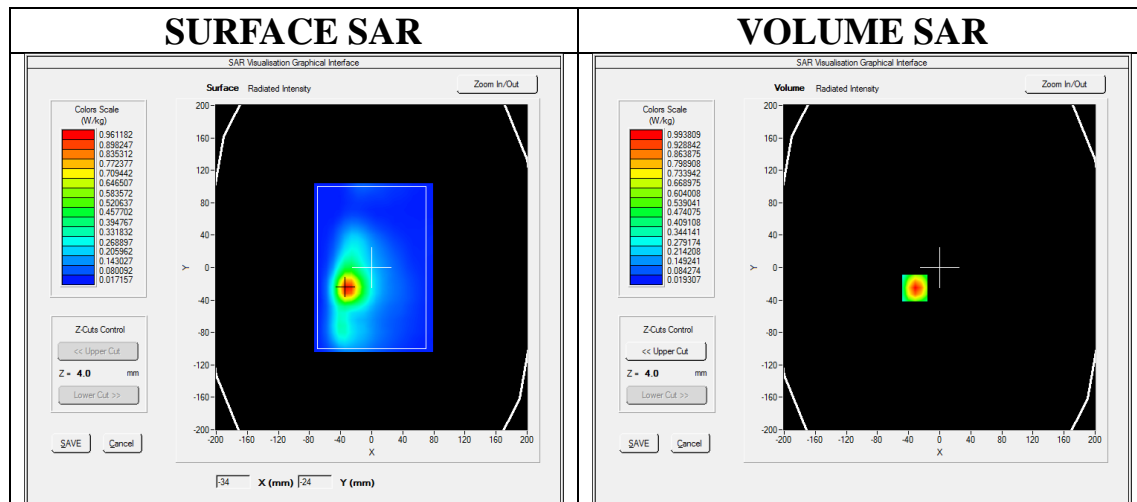 SURFACE SAR
VOLUME SAR
SAR Visualisation Graphical Interface
Surface Radiated Intensity
Zoom In/Out
Colors Scale
(W/kg)
0.961182
0.898247
0.835312
0.772377
0.709442
0.646507
0.583572
0.520637
0.457702
0.394767
0.331832
0.268897
0.205962
0.143027
0.080092
0.017157
Z-Cuts Control
<< Upper Cut
Z = 4.0 mm
Lower Cut >>
SAVE Cancel
200
160
120
80
40
0
-40
-80
-120
-160
-200
Y
-200 -160 -120 -80 -40 0 40 80 120 160 200
X
-34 X (mm) -24 Y (mm)
SAR Visualisation Graphical Interface
Volume Radiated Intensity
Zoom In/Out
Colors Scale
(W/kg)
0.993809
0.928842
0.863875
0.798908
0.733942
0.668975
0.604008
0.539041
0.474075
0.409108
0.344141
0.279174
0.214208
0.149241
0.084274
0.019307
Z-Cuts Control
<< Upper Cut
Z = 4.0 mm
Lower Cut >>
SAVE Cancel
200
160
120
80
40
0
-40
-80
-120
-160
-200
Y
-200 -160 -120 -80 -40 0 40 80 120 160 200
X